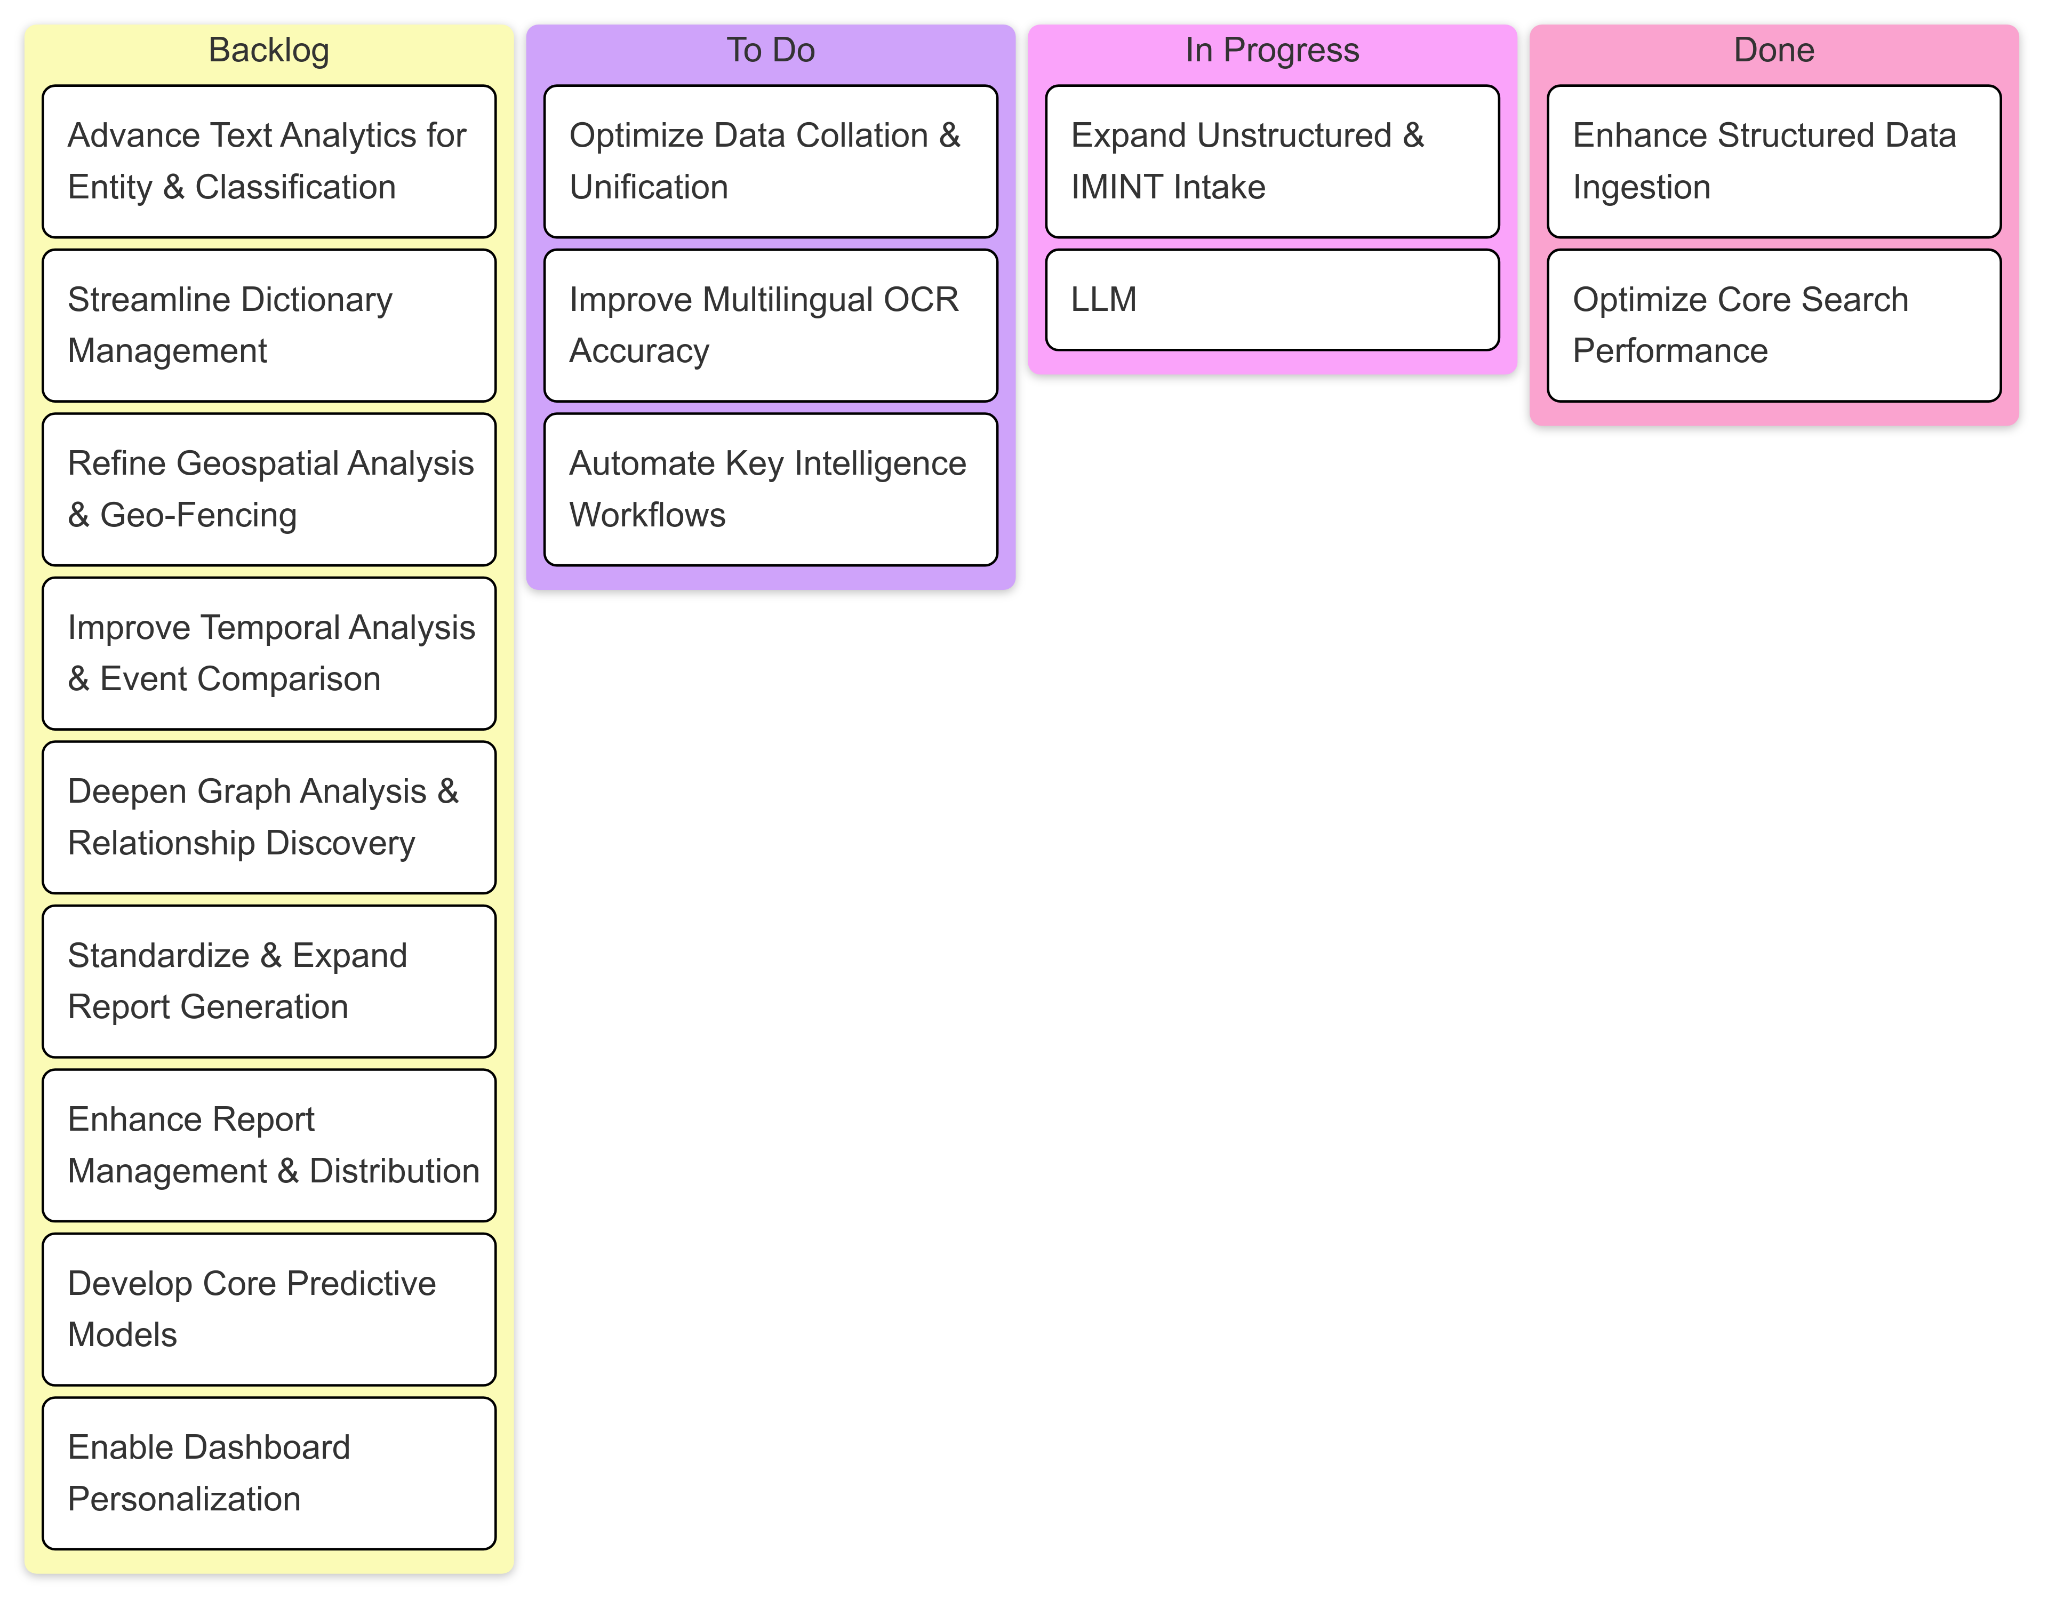 Backlog
Advance Text Analytics for
Entity & Classification
Streamline Dictionary
Management
Refine Geospatial Analysis
& Geo-Fencing
Improve Temporal Analysis
& Event Comparison
Deepen Graph Analysis &
Relationship Discovery
Standardize & Expand
Report Generation
Enhance Report
Management & Distribution
Develop Core Predictive
Models
Enable Dashboard
Personalization
To Do
Optimize Data Collation &
Unification
Improve Multilingual OCR
Accuracy
Automate Key Intelligence
Workflows
In Progress
Expand Unstructured &
IMINT Intake
LLM
Done
Enhance Structured Data
Ingestion
Optimize Core Search
Performance